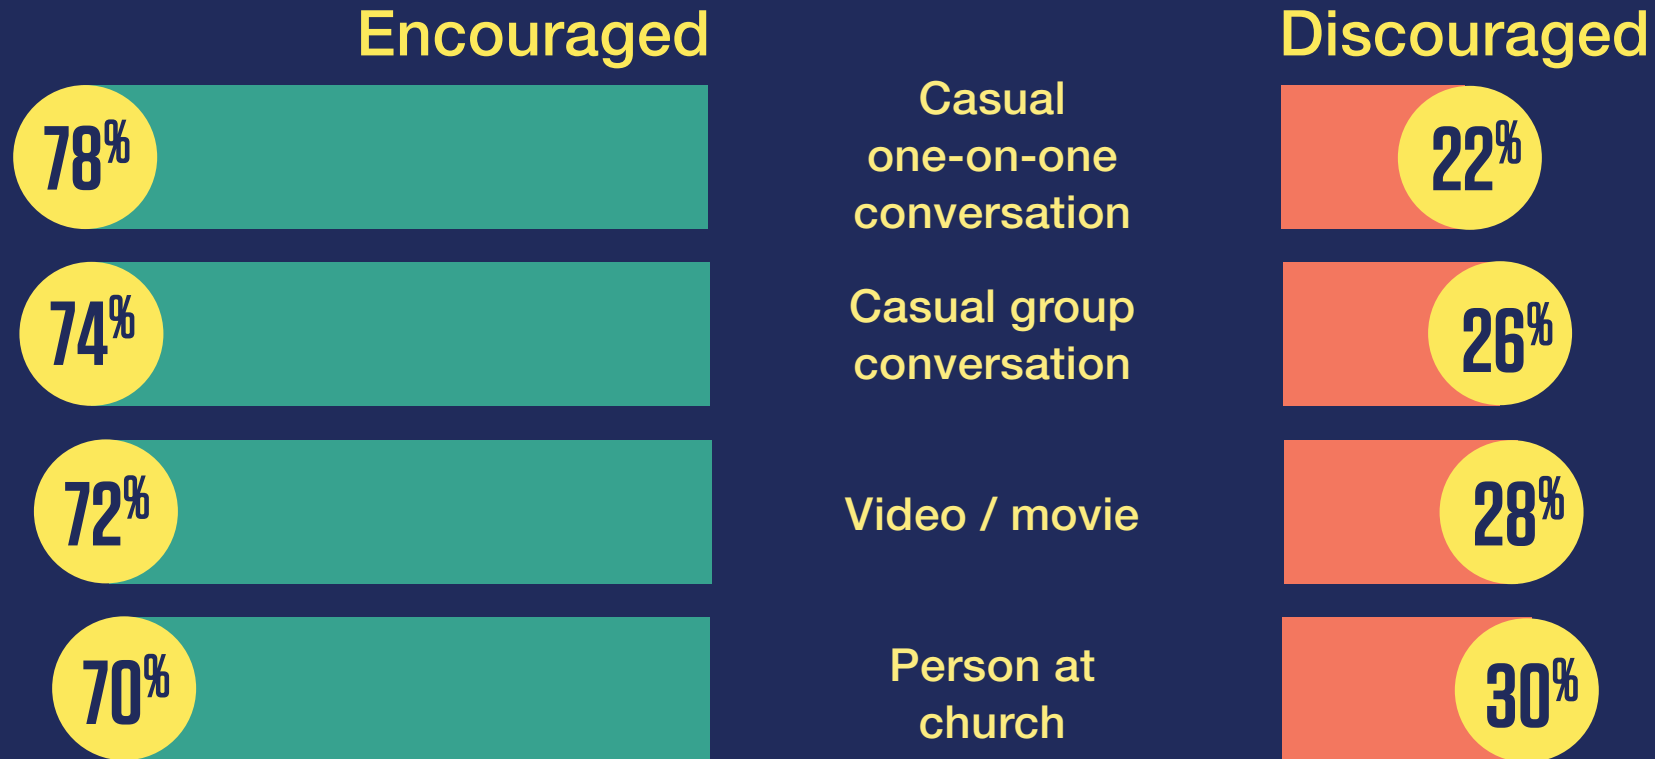 Encouraged
Discouraged
78%
Casual
one-on-one
conversation
22%
74%
Casual group
conversation
26%
72%
Video / movie
28%
70%
Person at
church
30%